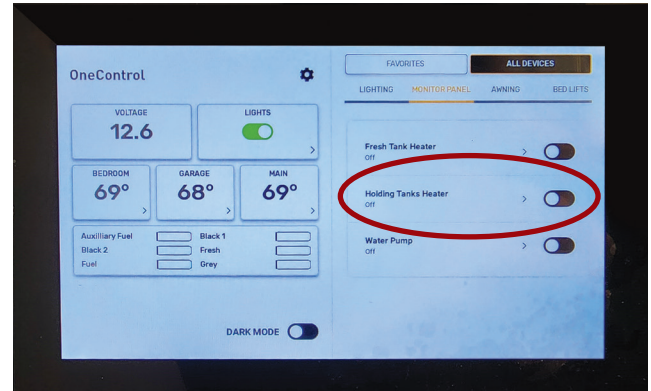 OneControl
VOLTAGE
12.6
LIGHTS
BEDROOM
69°
GARAGE
68°
MAIN
69°
Auxilliary Fuel
Black 1
Black 2
Fresh
Fuel
Grey
DARK MODE
FAVORITES
ALL DEVICES
LIGHTING MONITOR PANEL AWNING BED LIFTS
Fresh Tank Heater
Off
Holding Tanks Heater
Off
Water Pump
Off